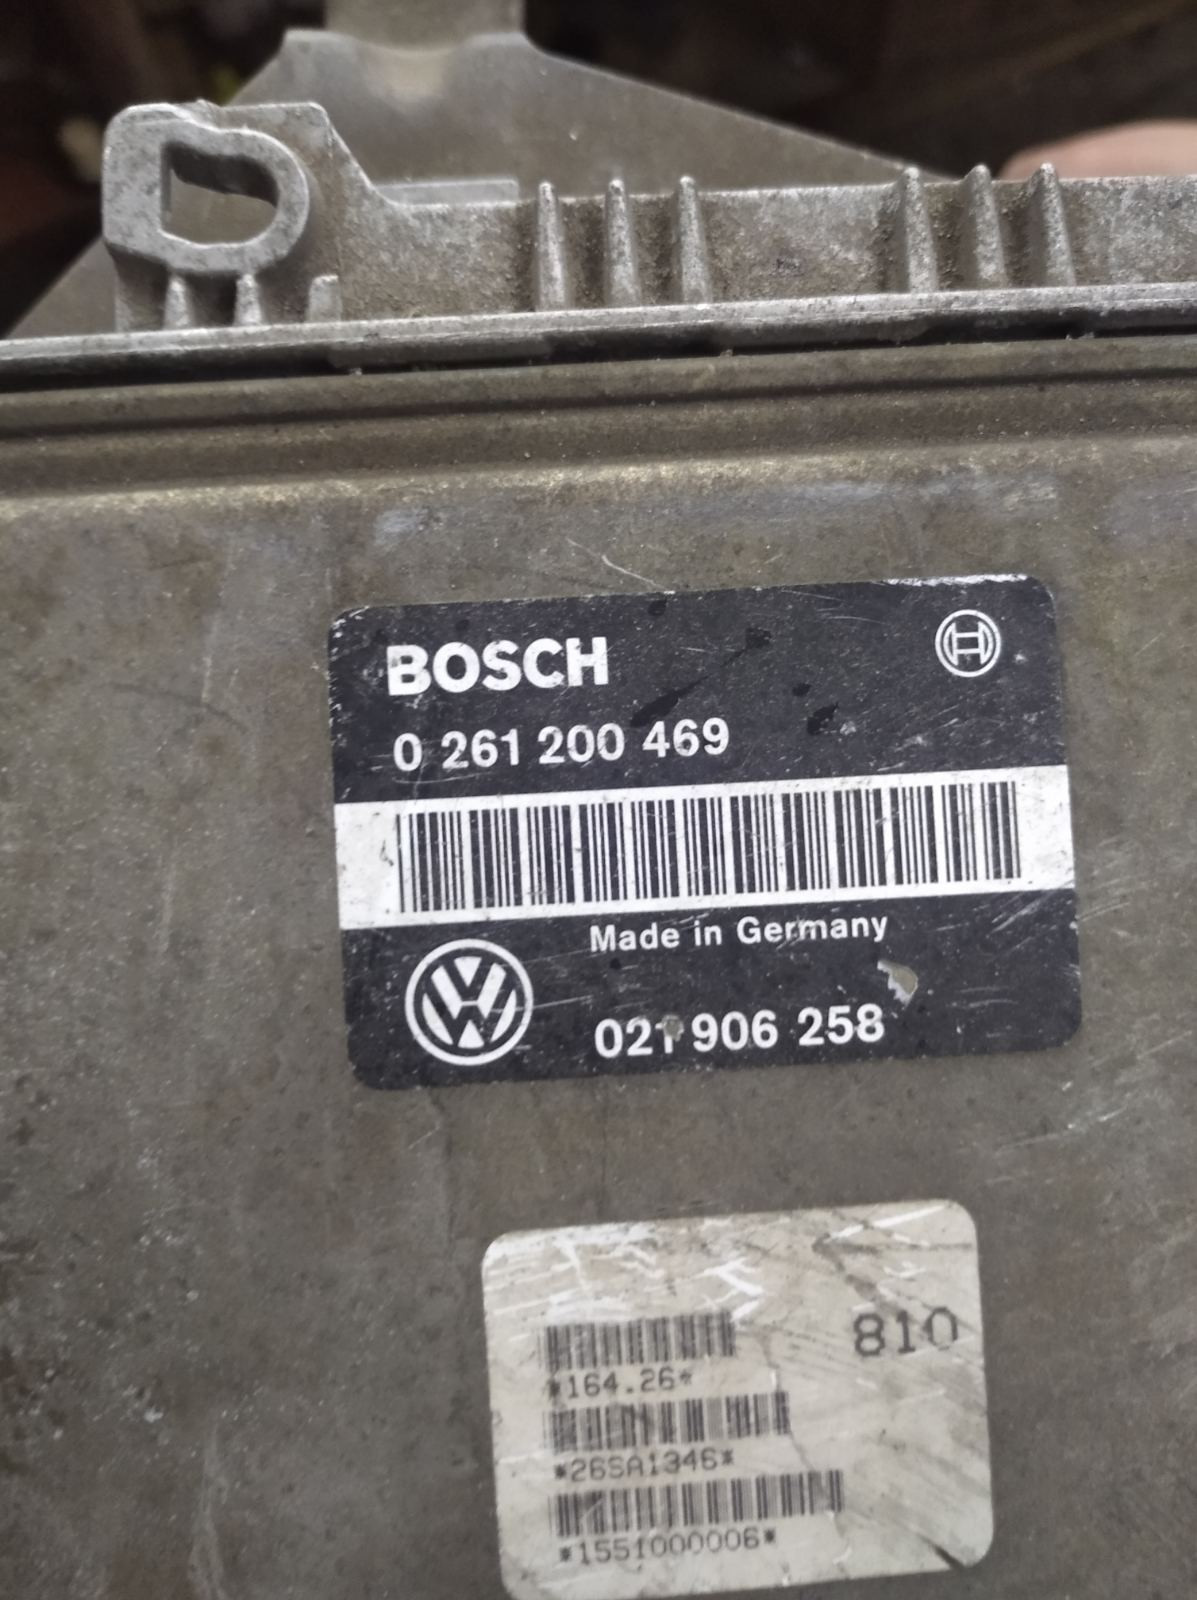 BOSCH
0 261 200 469
Made in Germany
021 906 258
810
*164.26*
*26SA1346*
*1551000006*